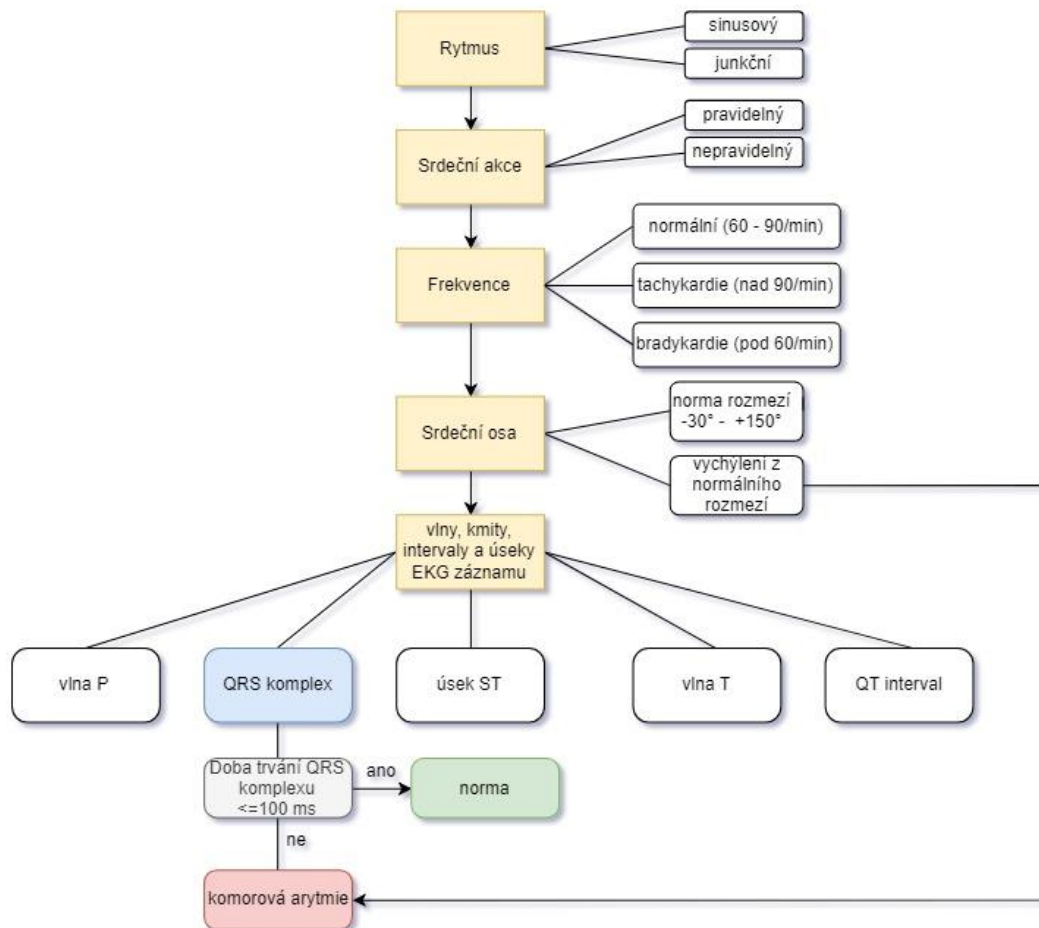 Rytmus
sinusový
junkční
Srdeční akce
pravidelný
nepravidelný
Frekvence
normální (60 - 90/min)
tachykardie (nad 90/min)
bradykardie (pod 60/min)
Srdeční osa
norma rozmezí
-30° - +150°
vychýlení z
normálního
rozmezí
vlny, kmity,
intervaly a úseky
EKG záznamu
vlna P
QRS komplex
úsek ST
vlna T
QT interval
Doba trvání QRS
komplexu
<=100 ms
ano
norma
ne
komorová arytmie